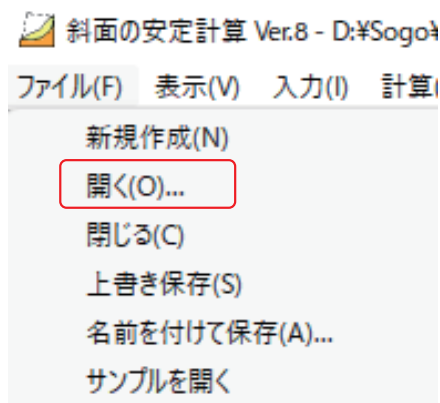 斜面の安定計算 Ver.8 - D:¥Sogo¥
ファイル(F) 表示(V) 入力(I) 計算(
新規作成(N)
開く(O)...
閉じる(C)
上書き保存(S)
名前を付けて保存(A)...
サンプルを開く